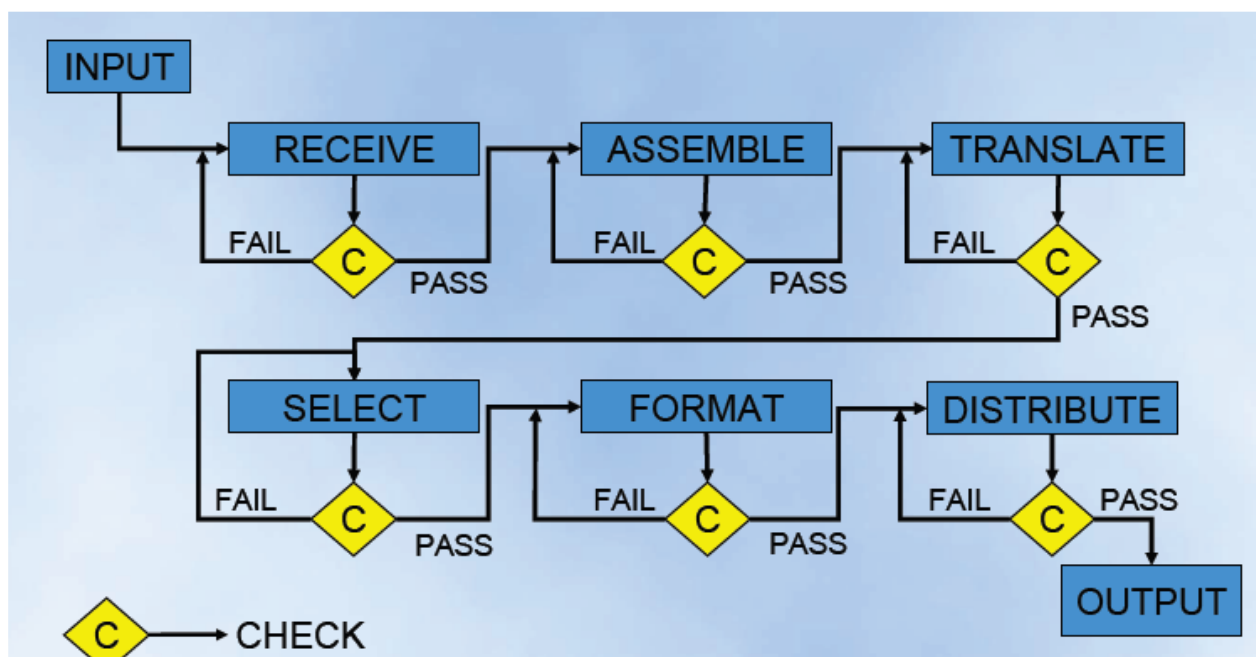 INPUT
RECEIVE
ASSEMBLE
TRANSLATE
FAIL
C
PASS
FAIL
C
PASS
FAIL
C
PASS
SELECT
FORMAT
DISTRIBUTE
FAIL
C
PASS
FAIL
C
PASS
FAIL
C
PASS
OUTPUT
C
CHECK